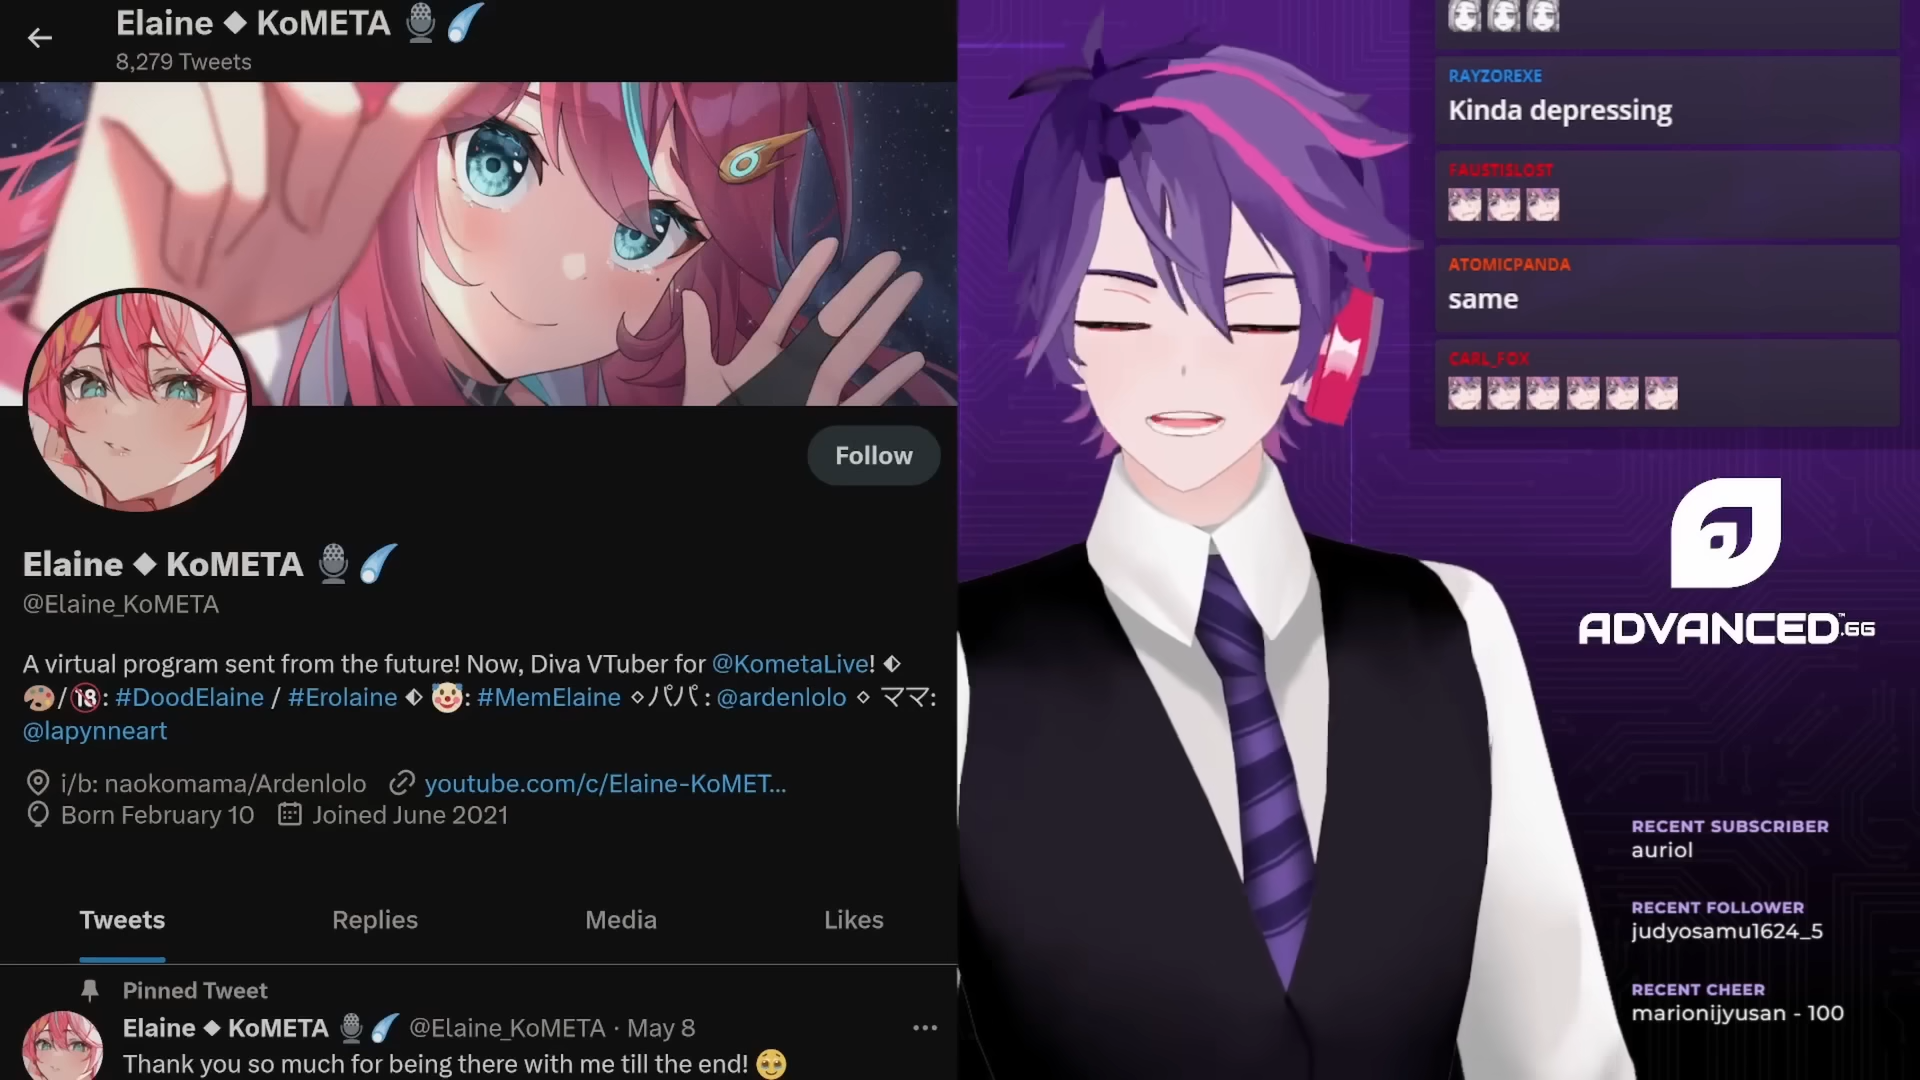 Elaine ◆ KoMETA 🎙️☄️
8,279 Tweets
Follow
Elaine ◆ KoMETA 🎙️☄️
@Elaine_KoMETA
A virtual program sent from the future! Now, Diva VTuber for @KometaLive! ⬖
🎨/🔞: #DoodElaine / #Erolaine ⬖ 🤡: #MemElaine ⋄パパ: @ardenlolo ⋄ ママ:
@lapynneart
i/b: naokomama/Ardenlolo youtube.com/c/Elaine-KoMET...
Born February 10 Joined June 2021
Tweets Replies Media Likes
Pinned Tweet
Elaine ◆ KoMETA 🎙️☄️ @Elaine_KoMETA · May 8 ...
Thank you so much for being there with me till the end! 🥹
RAYZOREXE
Kinda depressing
FAUSTISLOST
ATOMICPANDA
same
CARL_FOX
ADVANCED™.GG
RECENT SUBSCRIBER
auriol
RECENT FOLLOWER
judyosamu1624_5
RECENT CHEER
marionijyusan - 100